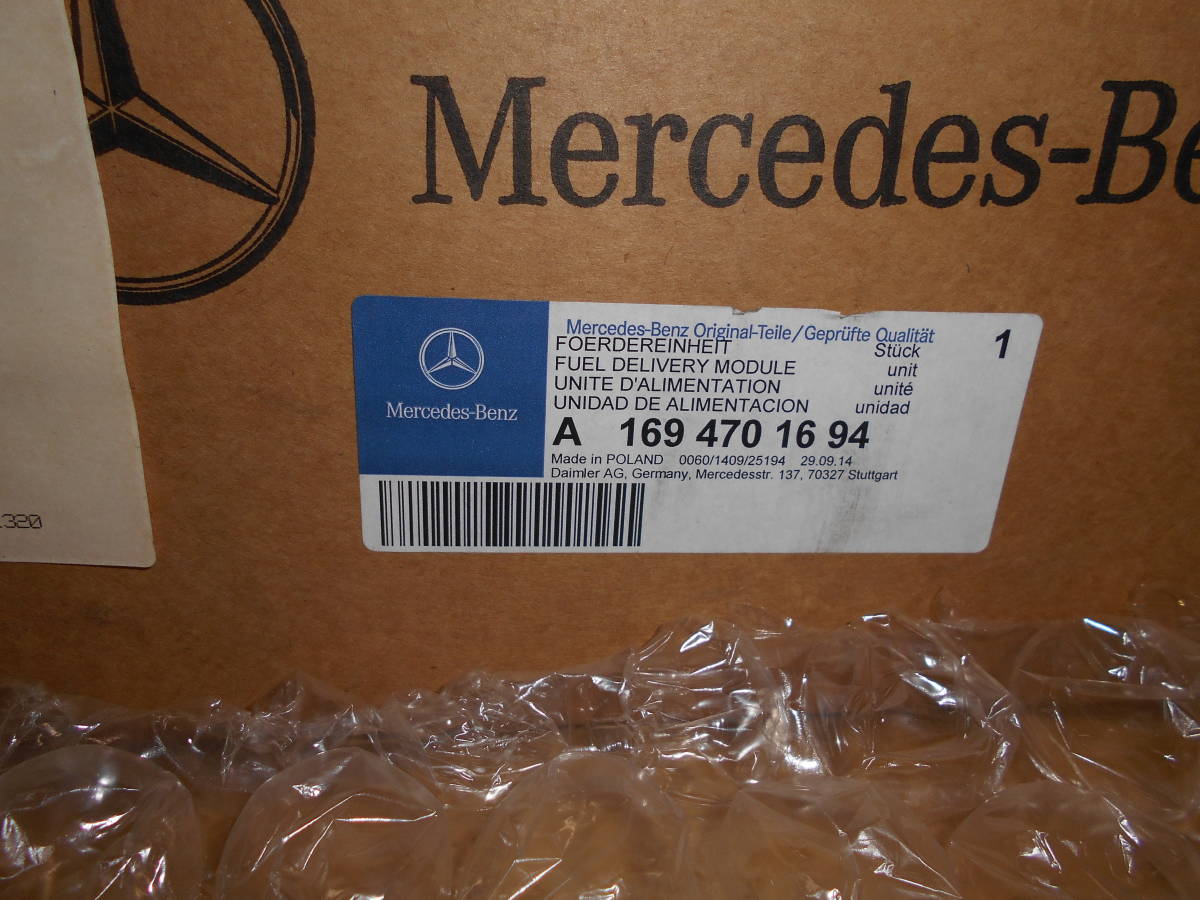 Mercedes-Be
Mercedes-Benz
Mercedes-Benz Original-Teile/Geprüfte Qualität
FOERDEREINHEIT Stück 1
FUEL DELIVERY MODULE unit
UNITE D'ALIMENTATION unité
UNIDAD DE ALIMENTACION unidad
A 169 470 16 94
Made in POLAND 0060/1409/25194 29.09.14
Daimler AG, Germany, Mercedesstr. 137, 70327 Stuttgart
1320